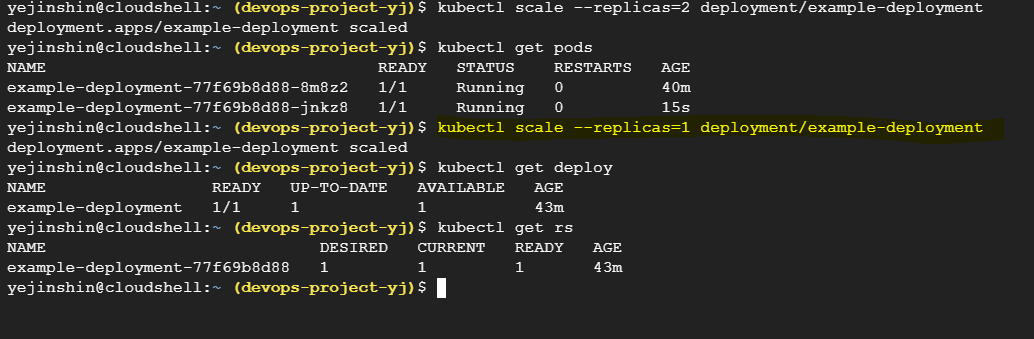 yejinshin@cloudshell:~ (devops-project-yj)$ kubectl scale --replicas=2 deployment/example-deployment
deployment.apps/example-deployment scaled
yejinshin@cloudshell:~ (devops-project-yj)$ kubectl get pods
NAME READY STATUS RESTARTS AGE
example-deployment-77f69b8d88-8m8z2 1/1 Running 0 40m
example-deployment-77f69b8d88-jnkz8 1/1 Running 0 15s
yejinshin@cloudshell:~ (devops-project-yj)$ kubectl scale --replicas=1 deployment/example-deployment
deployment.apps/example-deployment scaled
yejinshin@cloudshell:~ (devops-project-yj)$ kubectl get deploy
NAME READY UP-TO-DATE AVAILABLE AGE
example-deployment 1/1 1 1 43m
yejinshin@cloudshell:~ (devops-project-yj)$ kubectl get rs
NAME DESIRED CURRENT READY AGE
example-deployment-77f69b8d88 1 1 1 43m
yejinshin@cloudshell:~ (devops-project-yj)$